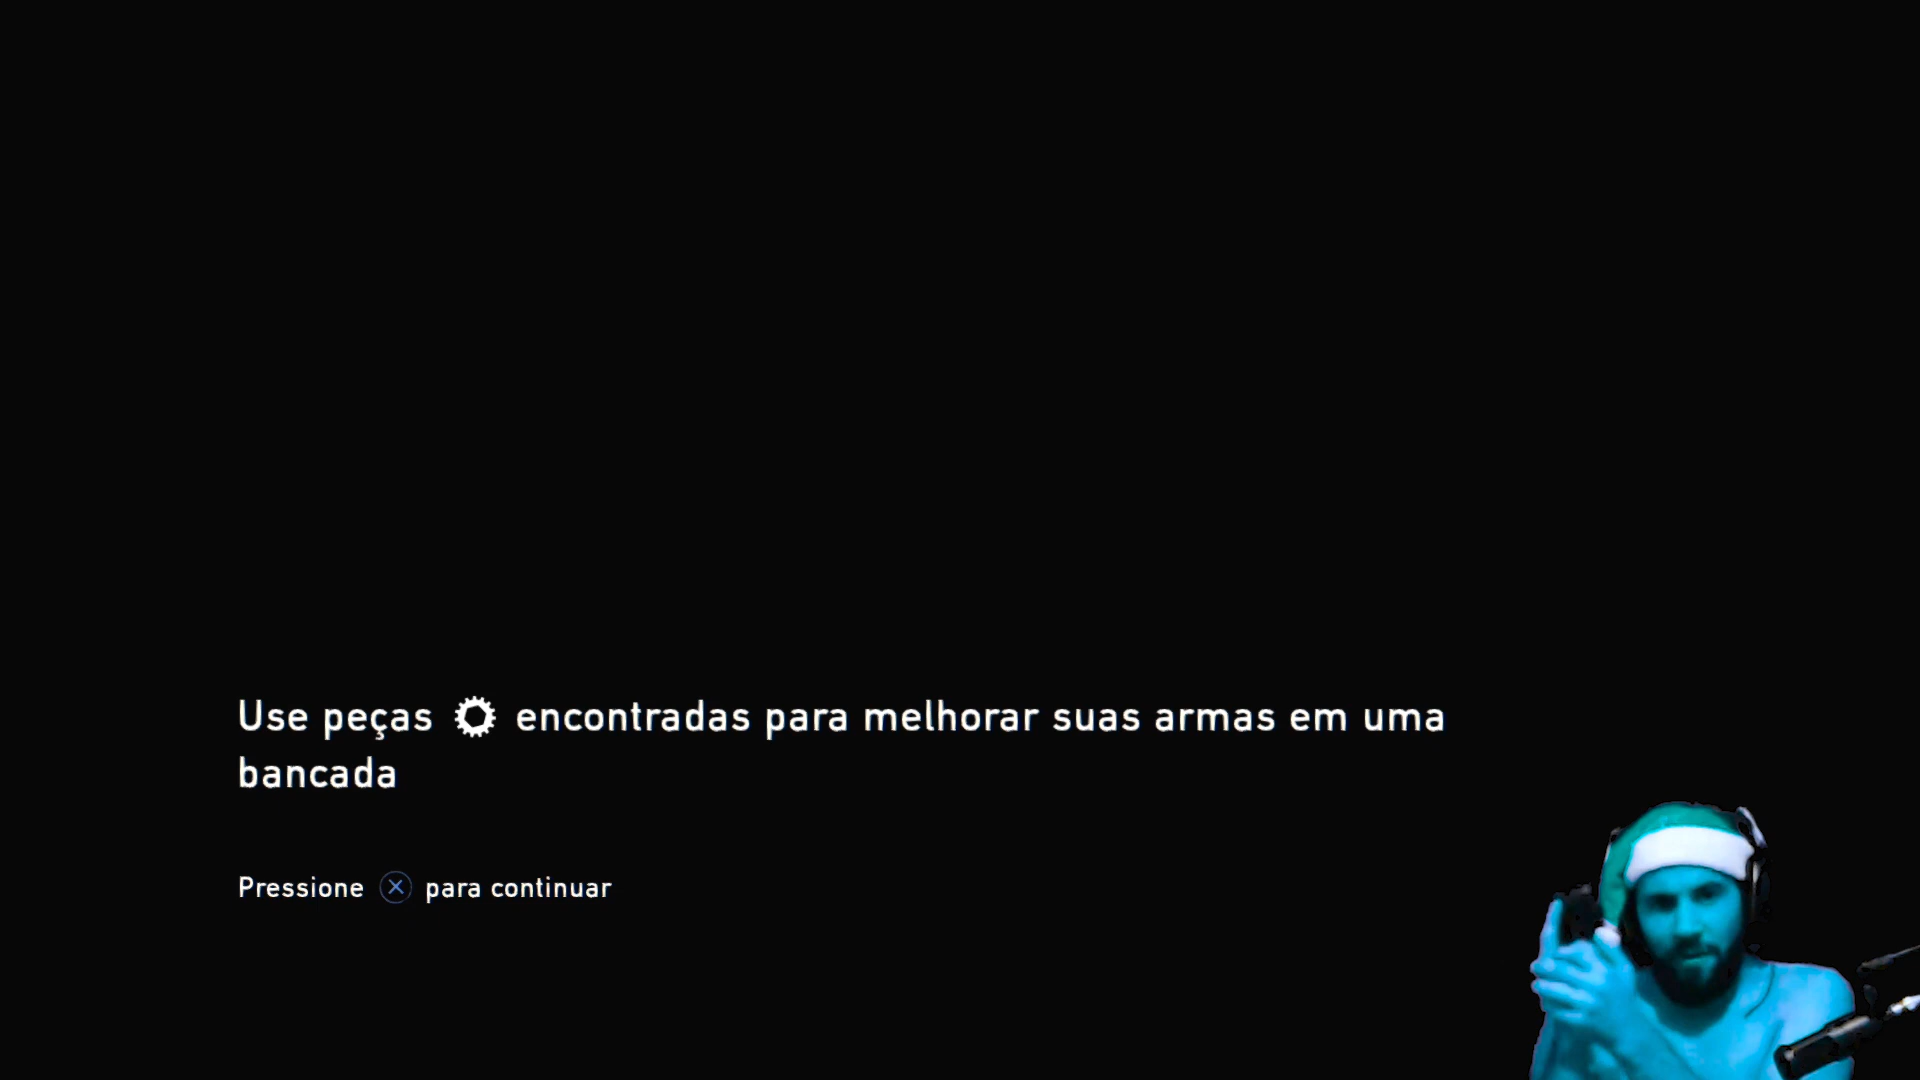 Use peças encontradas para melhorar suas armas em uma
bancada
Pressione para continuar